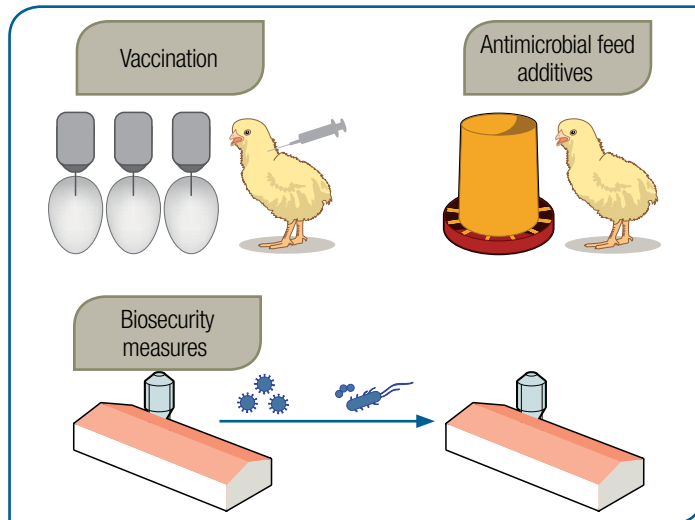 Vaccination
Antimicrobial feed
additives
Biosecurity
measures